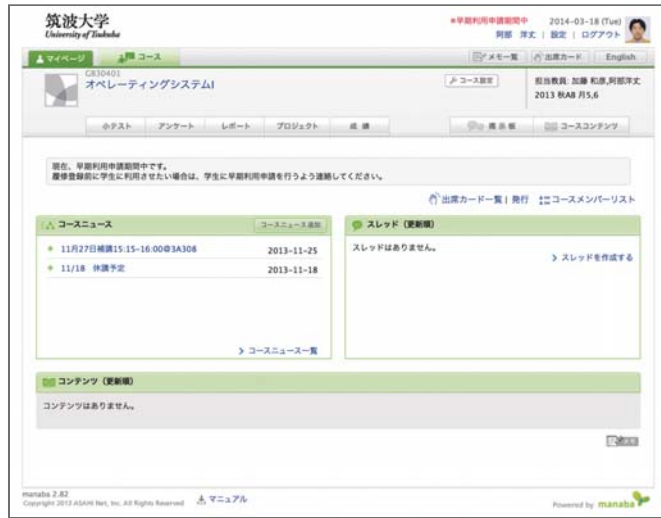 筑波大学
University of Tsukuba
※早期利用申請期間中 2014-03-18 (Tue)
阿部 洋丈 | 設定 | ログアウト
マイページ コース
メモ一覧 出席カード English
GB30401
オペレーティングシステムI
コース設定
担当教員: 加藤 和彦,阿部洋丈
2013 秋AB 月5,6
小テスト アンケート レポート プロジェクト 成績 掲示板 コースコンテンツ
現在、早期利用申請期間中です。
履修登録前に学生に利用させたい場合は、学生に早期利用申請を行うよう連絡してください。
出席カード一覧 | 発行 コースメンバーリスト
コースニュース コースニュース追加
11月27日補講15:15-16:00@3A308 2013-11-25
11/18 休講予定 2013-11-18
コースニュース一覧
スレッド (更新順)
スレッドはありません。
スレッドを作成する
コンテンツ (更新順)
コンテンツはありません。
manaba 2.82
Copyright 2012 ASAHI Net, Inc. All Rights Reserved
マニュアル
Powered by manaba